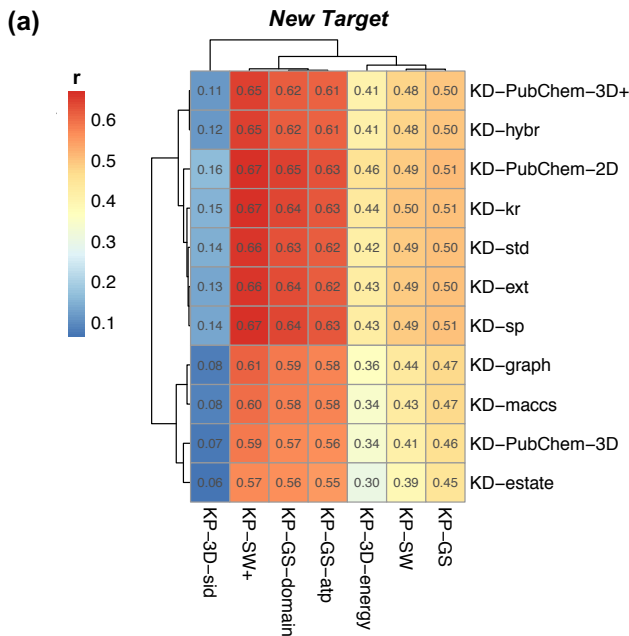 (a)
New Target
r
0.6
0.5
0.4
0.3
0.2
0.1
0.11 0.65 0.62 0.61 0.41 0.48 0.50 KD-PubChem-3D+
0.12 0.65 0.62 0.61 0.41 0.48 0.50 KD-hybr
0.16 0.67 0.65 0.63 0.46 0.49 0.51 KD-PubChem-2D
0.15 0.67 0.64 0.63 0.44 0.50 0.51 KD-kr
0.14 0.66 0.63 0.62 0.42 0.49 0.50 KD-std
0.13 0.66 0.64 0.62 0.43 0.49 0.50 KD-ext
0.14 0.67 0.64 0.63 0.43 0.49 0.51 KD-sp
0.08 0.61 0.59 0.58 0.36 0.44 0.47 KD-graph
0.08 0.60 0.58 0.58 0.34 0.43 0.47 KD-maccs
0.07 0.59 0.57 0.56 0.34 0.41 0.46 KD-PubChem-3D
0.06 0.57 0.56 0.55 0.30 0.39 0.45 KD-estate
KP-3D-sid
KP-SW+
KP-GS-domain
KP-GS-atp
KP-3D-energy
KP-SW
KP-GS